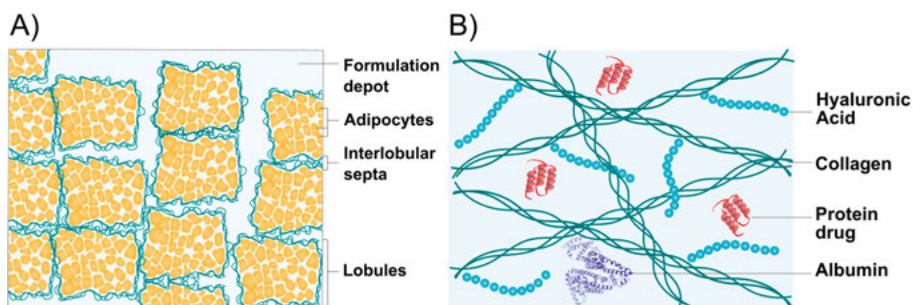 A)
Formulation
depot
Adipocytes
Interlobular
septa
Lobules
B)
Hyaluronic
Acid
Collagen
Protein
drug
Albumin